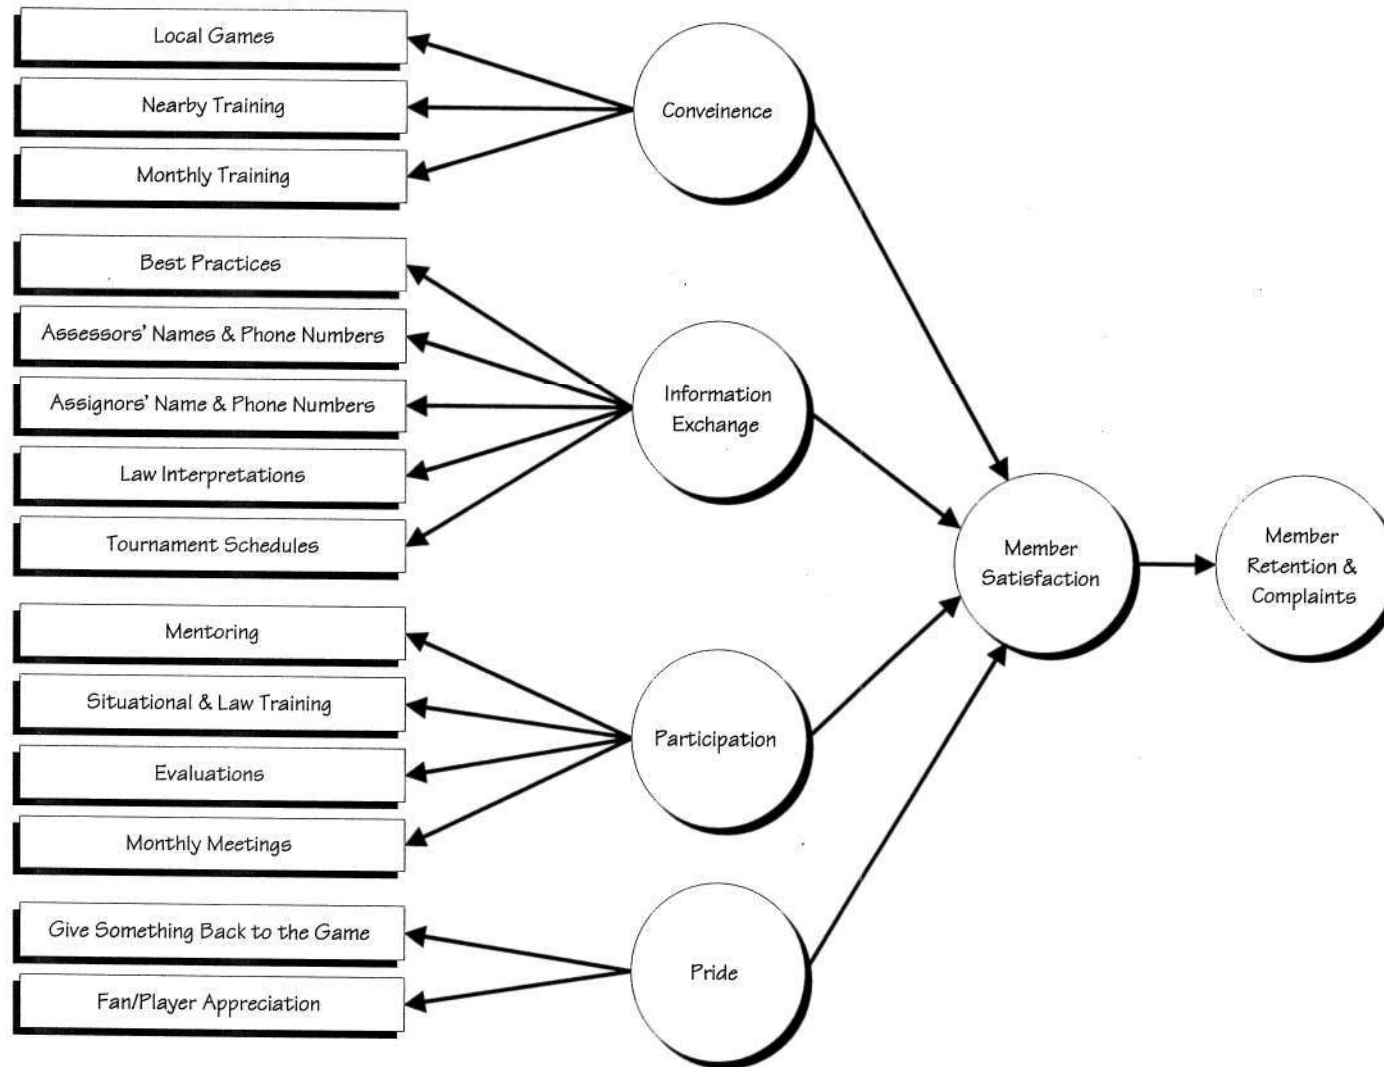 Local Games
Nearby Training
Monthly Training
Conveinence
Best Practices
Assessors' Names & Phone Numbers
Assignors' Name & Phone Numbers
Law Interpretations
Tournament Schedules
Information
Exchange
Mentoring
Situational & Law Training
Evaluations
Monthly Meetings
Participation
Give Something Back to the Game
Fan/Player Appreciation
Pride
Member
Satisfaction
Member
Retention &
Complaints